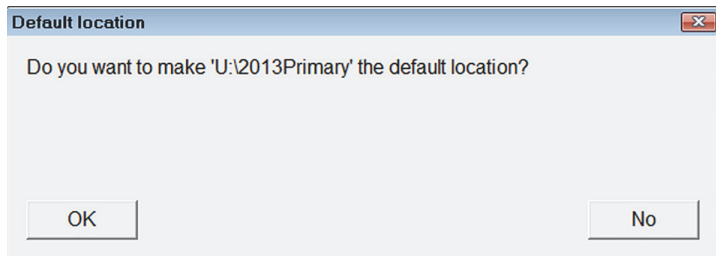 Default location
Do you want to make 'U:\2013Primary' the default location?
OK
No